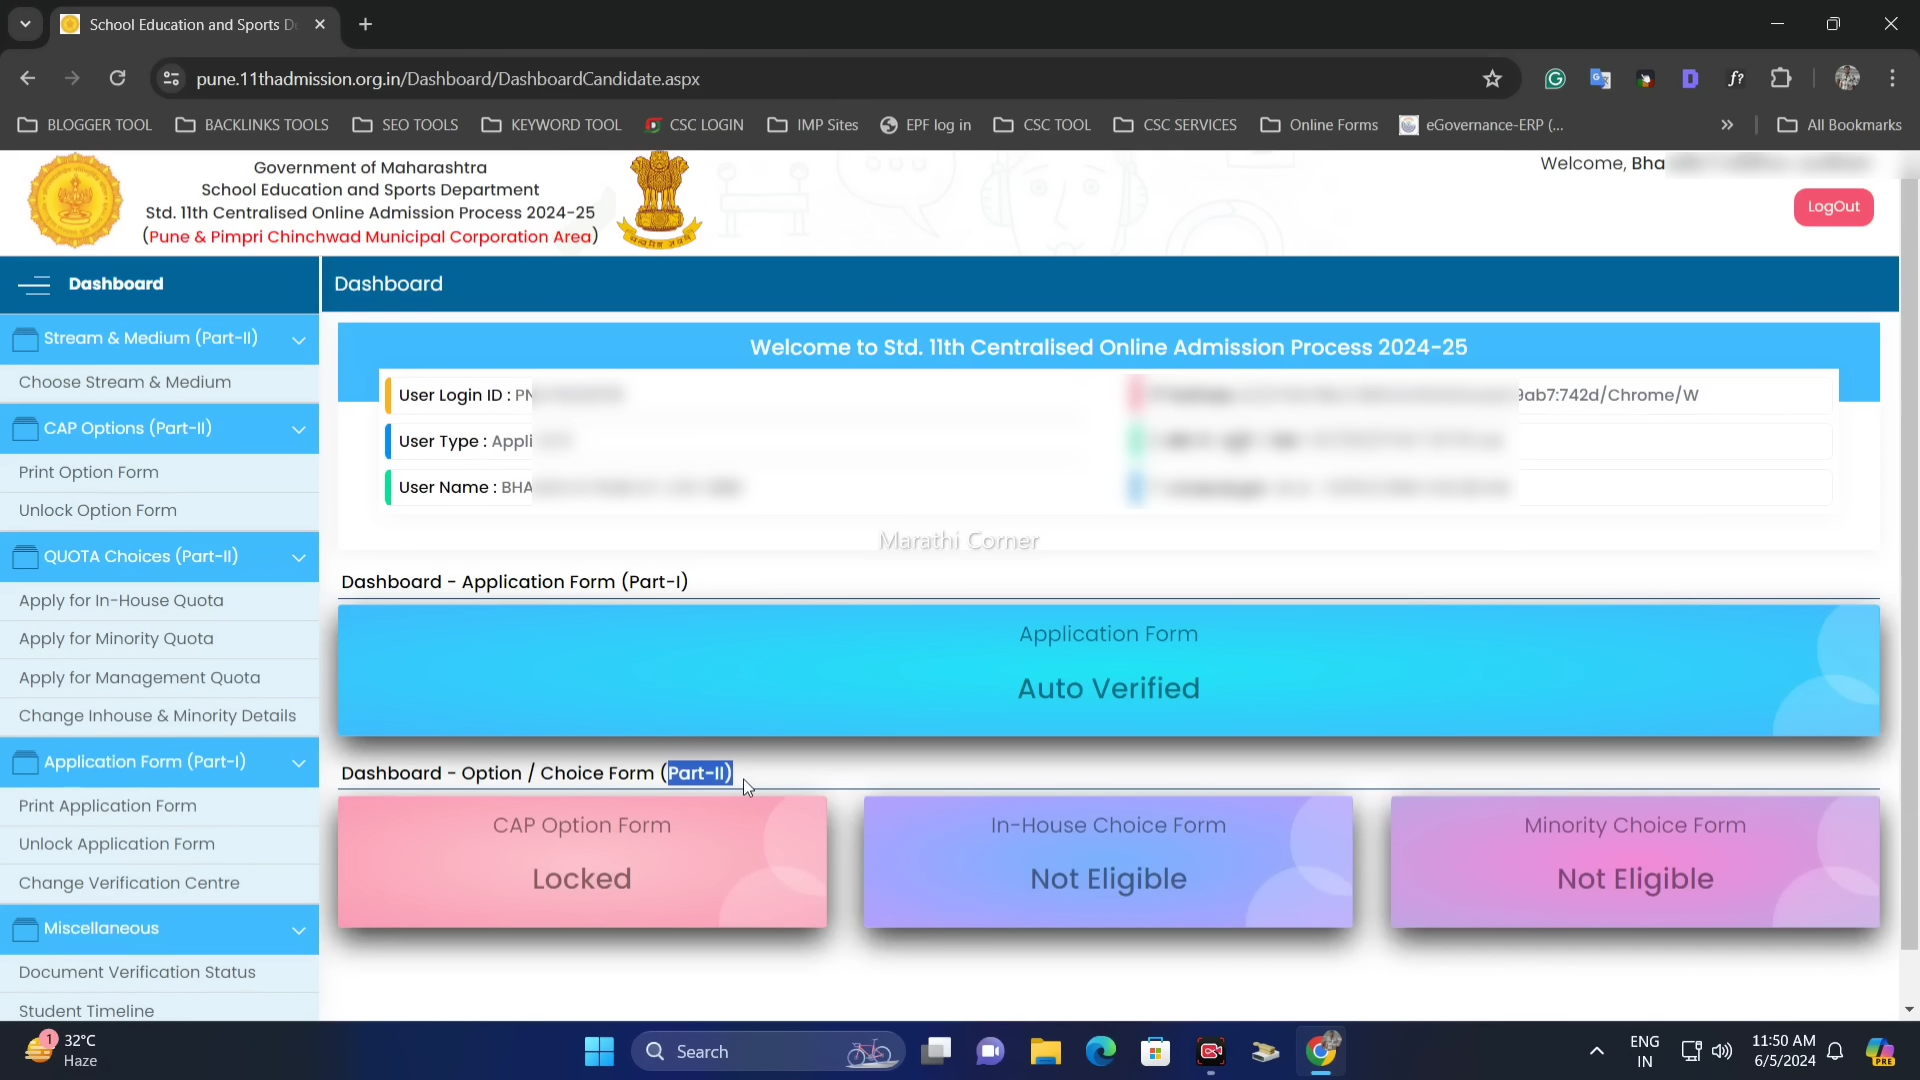 School Education and Sports De
pune.11thadmission.org.in/Dashboard/DashboardCandidate.aspx
BLOGGER TOOL
BACKLINKS TOOLS
SEO TOOLS
KEYWORD TOOL
CSC LOGIN
IMP Sites
EPF log in
CSC TOOL
CSC SERVICES
Online Forms
eGovernance-ERP (...
All Bookmarks
Government of Maharashtra
School Education and Sports Department
Std. 11th Centralised Online Admission Process 2024-25
(Pune & Pimpri Chinchwad Municipal Corporation Area)
Welcome, Bha
LogOut
Dashboard
Stream & Medium (Part-II)
Choose Stream & Medium
CAP Options (Part-II)
Print Option Form
Unlock Option Form
QUOTA Choices (Part-II)
Apply for In-House Quota
Apply for Minority Quota
Apply for Management Quota
Change Inhouse & Minority Details
Application Form (Part-I)
Print Application Form
Unlock Application Form
Change Verification Centre
Miscellaneous
Document Verification Status
Student Timeline
Dashboard
Welcome to Std. 11th Centralised Online Admission Process 2024-25
User Login ID : PN
9ab7:742d/Chrome/W
User Type : Appli
User Name : BHA
Marathi Corner
Dashboard - Application Form (Part-I)
Application Form
Auto Verified
Dashboard - Option / Choice Form (Part-II)
CAP Option Form
Locked
In-House Choice Form
Not Eligible
Minority Choice Form
Not Eligible
1
32°C
Haze
Search
ENG
IN
11:50 AM
6/5/2024
PRE